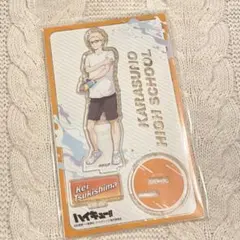 KARASUNO
HIGH SCHOOL
Kei
Tsukishima
ハイキュー!!